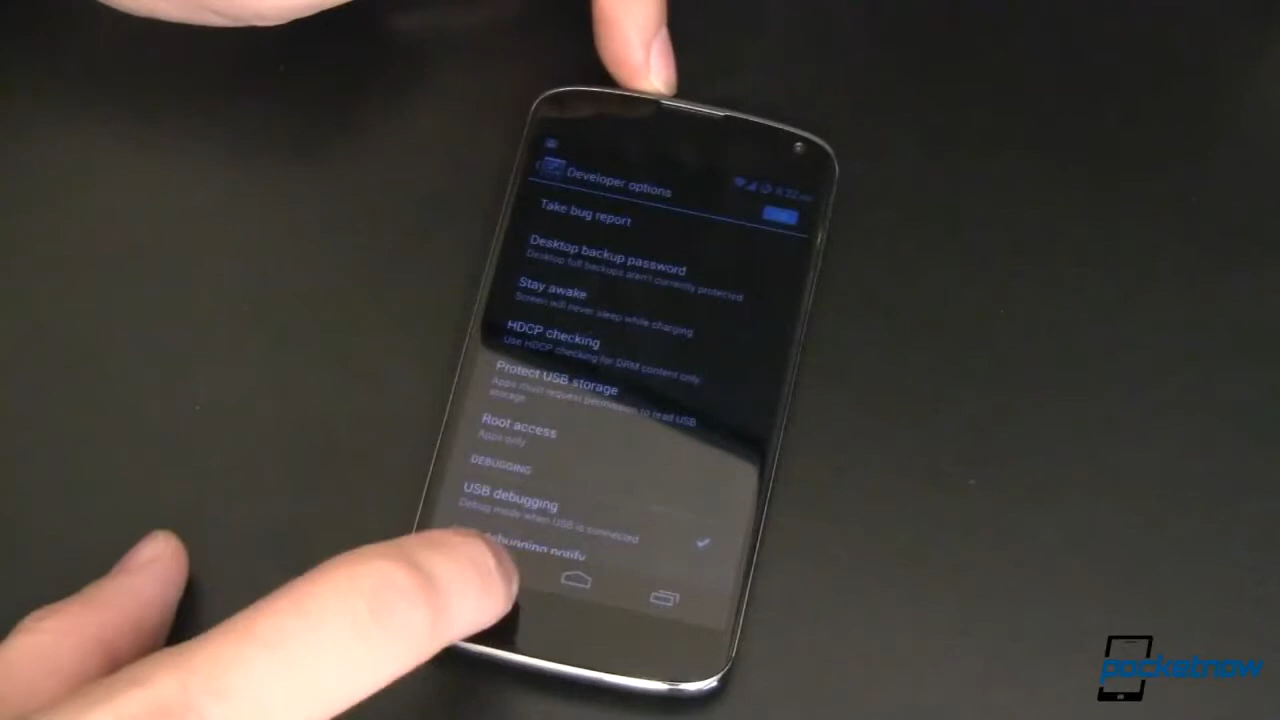 Developer options
Take bug report
Desktop backup password
Desktop full backups aren't currently protected
Stay awake
Screen will never sleep while charging
HDCP checking
Use HDCP checking for DRM content only
Protect USB storage
Apps must request permission to read USB
storage
Root access
Apps only
DEBUGGING
USB debugging
Debug mode when USB is connected
debugging notify
pocketnow